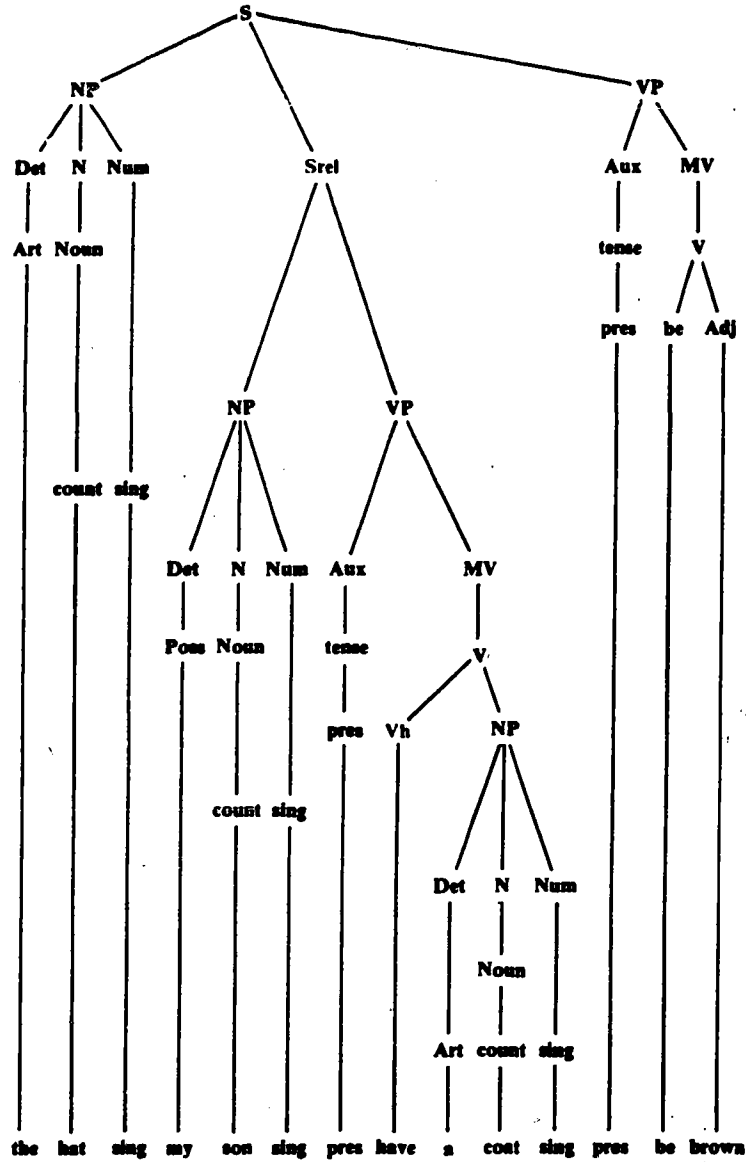 S
NP VP
Det N Num Srel Aux MV
Art Noun tense V
pres be Adj
NP VP
count sing
Det N Num Aux MV
Poss Noun tense V
pres Vh NP
count sing
Det N Num
Noun
Art count sing
the hat sing my son sing pres have a coat sing pres be brown